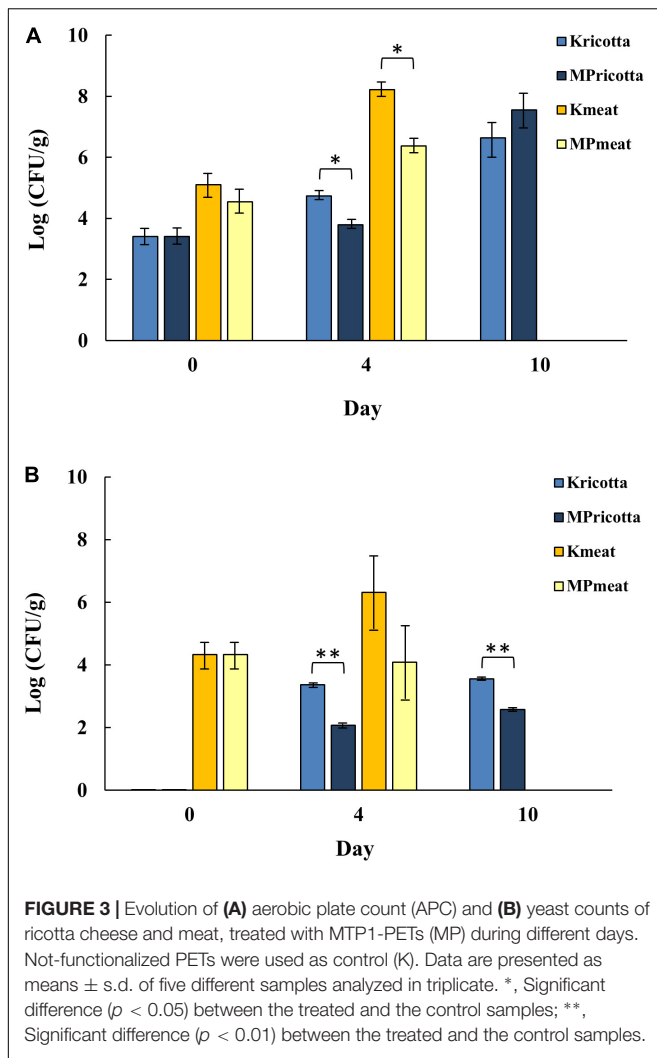 A
10
8
6
4
2
0
Log (CFU/g)
*
*
Kricotta
MPricotta
Kmeat
MPmeat
0
4
10
Day
B
10
8
6
4
2
0
Log (CFU/g)
**
**
Kricotta
MPricotta
Kmeat
MPmeat
0
4
10
Day
FIGURE 3 | Evolution of (A) aerobic plate count (APC) and (B) yeast counts of
ricotta cheese and meat, treated with MTP1-PETs (MP) during different days.
Not-functionalized PETs were used as control (K). Data are presented as
means ± s.d. of five different samples analyzed in triplicate. *, Significant
difference (p < 0.05) between the treated and the control samples; **,
Significant difference (p < 0.01) between the treated and the control samples.